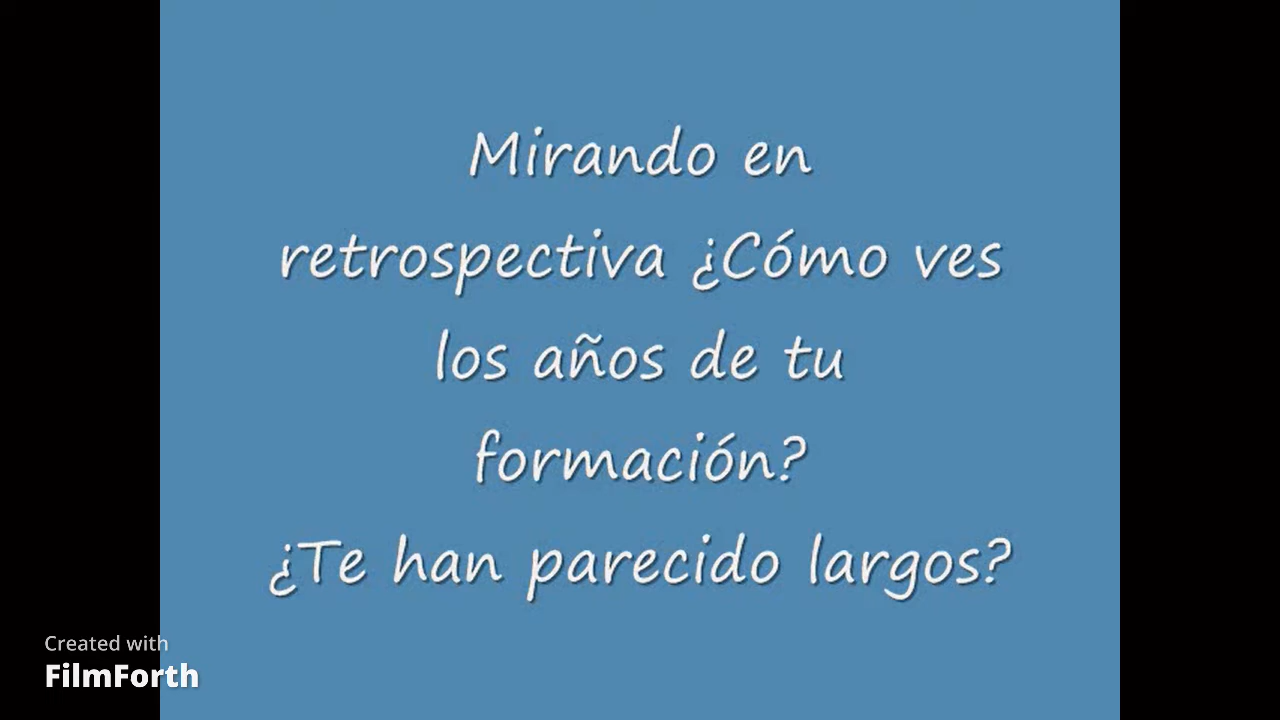 Mirando en
retrospectiva ¿Cómo ves
los años de tu
formación?
¿Te han parecido largos?
Created with
FilmForth